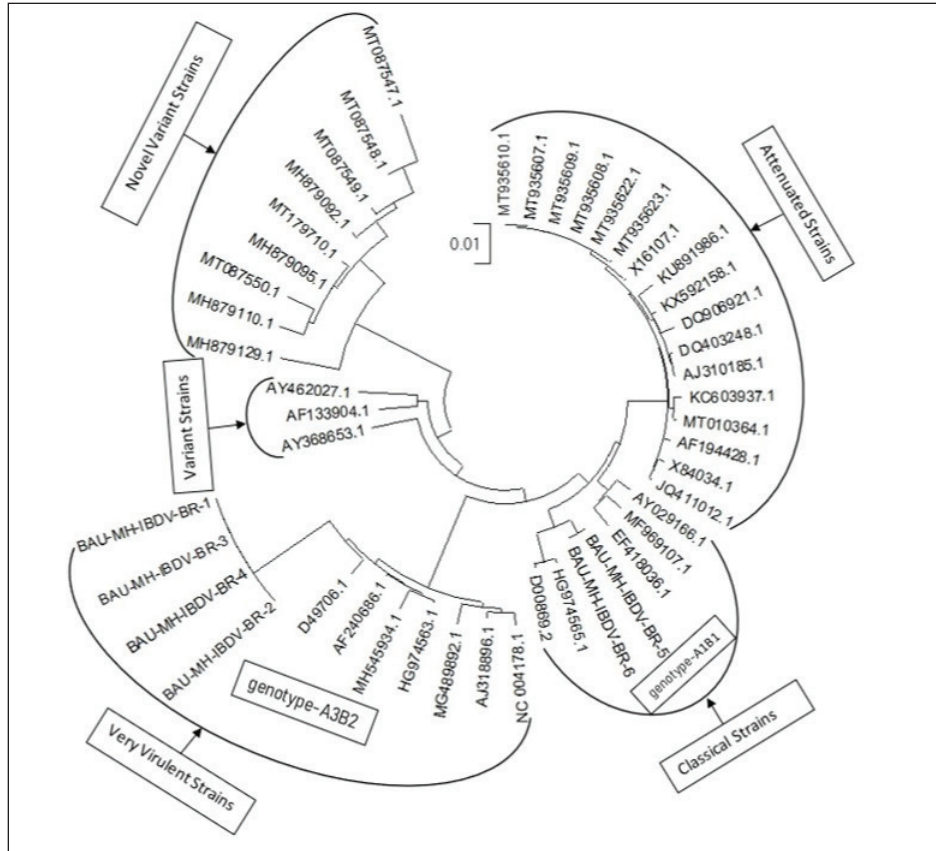 MT087547.1
MT087548.1
MT087549.1
MH879092.1
MT179710.1
MH879095.1
MT087550.1
MH879110.1
MH879129.1
Novel Variant Strains
0.01
MT935610.1
MT935607.1
MT935609.1
MT935608.1
MT935622.1
MT935623.1
X16107.1
KU891986.1
KX592158.1
DQ906921.1
DQ403248.1
AJ310185.1
KC603937.1
MT010364.1
AF194428.1
X84034.1
JQ411012.1
Attenuated Strains
AY029166.1
MF969107.1
EF418036.1
BAU-MH-IBDV-BR-5
BAU-MH-IBDV-BR-6
HG974565.1
D00869.2
genotype-A1B1
Classical Strains
NC 004178.1
AJ318896.1
MG489892.1
HG974563.1
MH545934.1
AF240686.1
D49706.1
genotype-A3B2
BAU-MH-IBDV-BR-2
BAU-MH-IBDV-BR-4
BAU-MH-IBDV-BR-3
BAU-MH-IBDV-BR-1
Very Virulent Strains
AY462027.1
AF133904.1
AY368653.1
Variant Strains